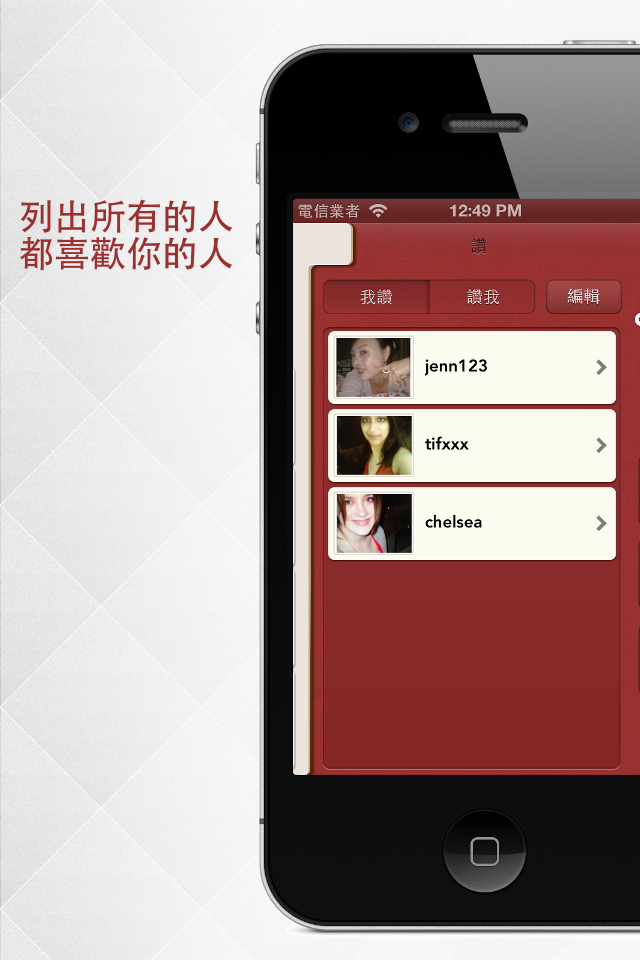 列出所有的人
都喜歡你的人
電信業者
12:49 PM
讚
我讚
讚我
編輯
jenn123
tifxxx
chelsea